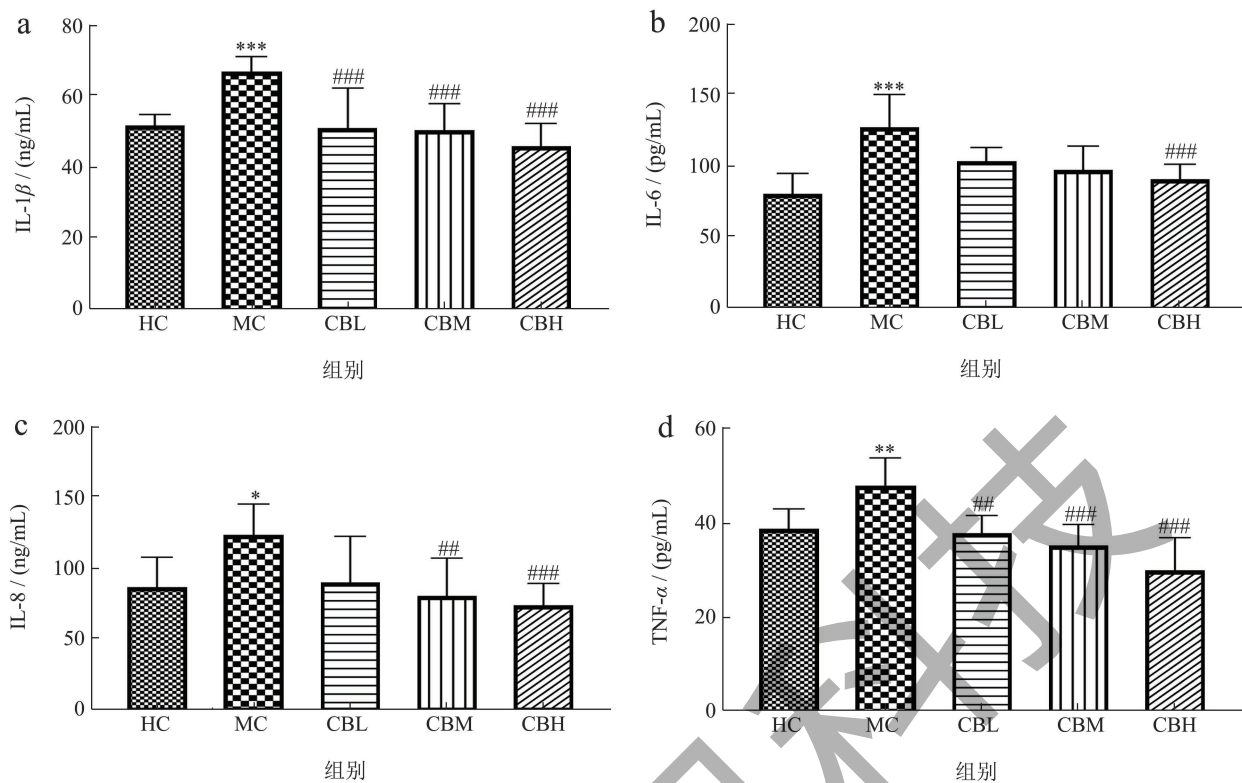 a
80
60
40
20
0
IL-1β / (ng/mL)
***
###
###
###
HC MC CBL CBM CBH
组别
b
200
150
100
50
0
IL-6 / (pg/mL)
***
###
HC MC CBL CBM CBH
组别
c
200
150
100
50
0
IL-8 / (ng/mL)
*
##
###
HC MC CBL CBM CBH
组别
d
60
40
20
0
TNF-α / (pg/mL)
**
##
###
###
HC MC CBL CBM CBH
组别
科技